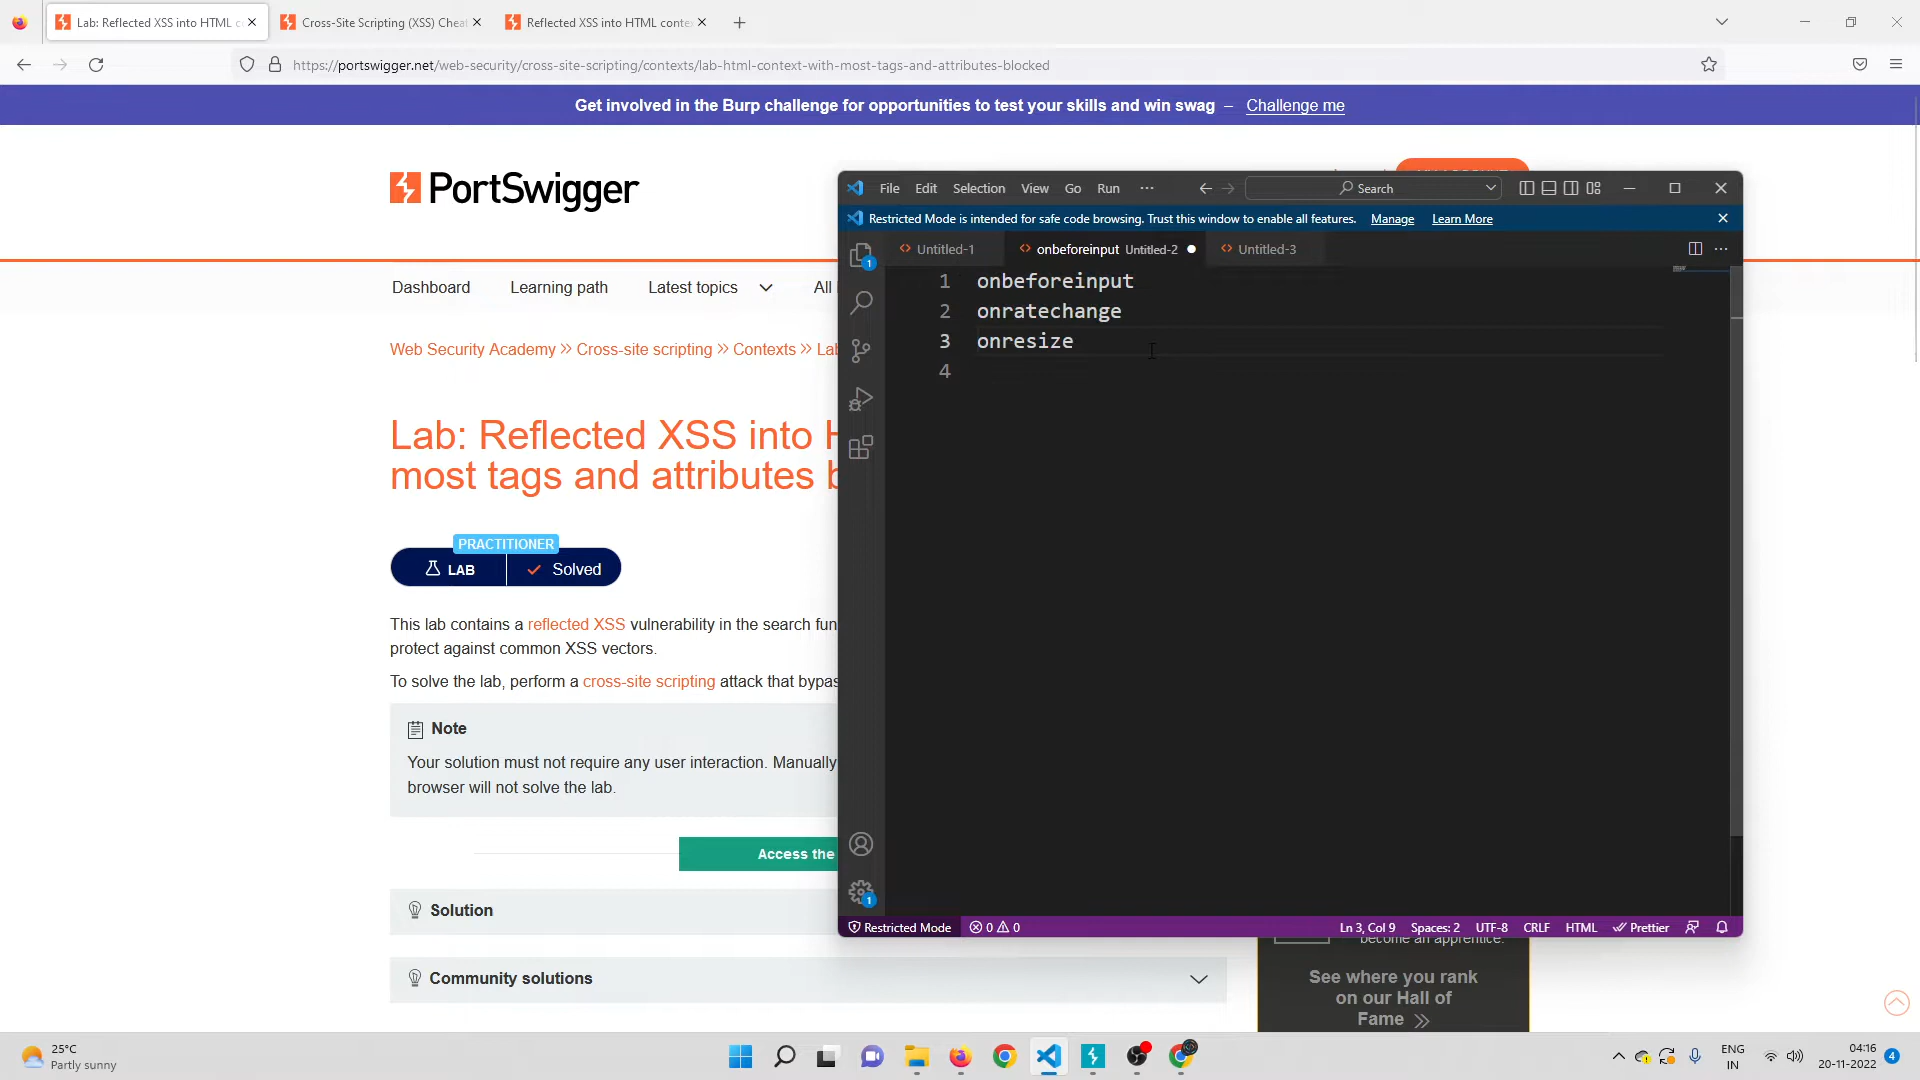 Lab: Reflected XSS into HTML c
Cross-Site Scripting (XSS) Chea
Reflected XSS into HTML conte
https://portswigger.net/web-security/cross-site-scripting/contexts/lab-html-context-with-most-tags-and-attributes-blocked
Get involved in the Burp challenge for opportunities to test your skills and win swag – Challenge me
PortSwigger
Dashboard
Learning path
Latest topics
All
Web Security Academy » Cross-site scripting » Contexts » Lab
Lab: Reflected XSS into H
most tags and attributes b
PRACTITIONER
LAB
Solved
This lab contains a reflected XSS vulnerability in the search fun
protect against common XSS vectors.
To solve the lab, perform a cross-site scripting attack that bypas
Note
Your solution must not require any user interaction. Manually
browser will not solve the lab.
Access the
Solution
Community solutions
File Edit Selection View Go Run ···
Search
Restricted Mode is intended for safe code browsing. Trust this window to enable all features. Manage Learn More
Untitled-1
onbeforeinput Untitled-2
Untitled-3
1 onbeforeinput
2 onratechange
3 onresize
4
1
1
Restricted Mode
0 0
Ln 3, Col 9 Spaces: 2 UTF-8 CRLF HTML Prettier
become an apprentice.
See where you rank
on our Hall of
Fame »
25°C
Partly sunny
ENG
IN
04:16
20-11-2022
4